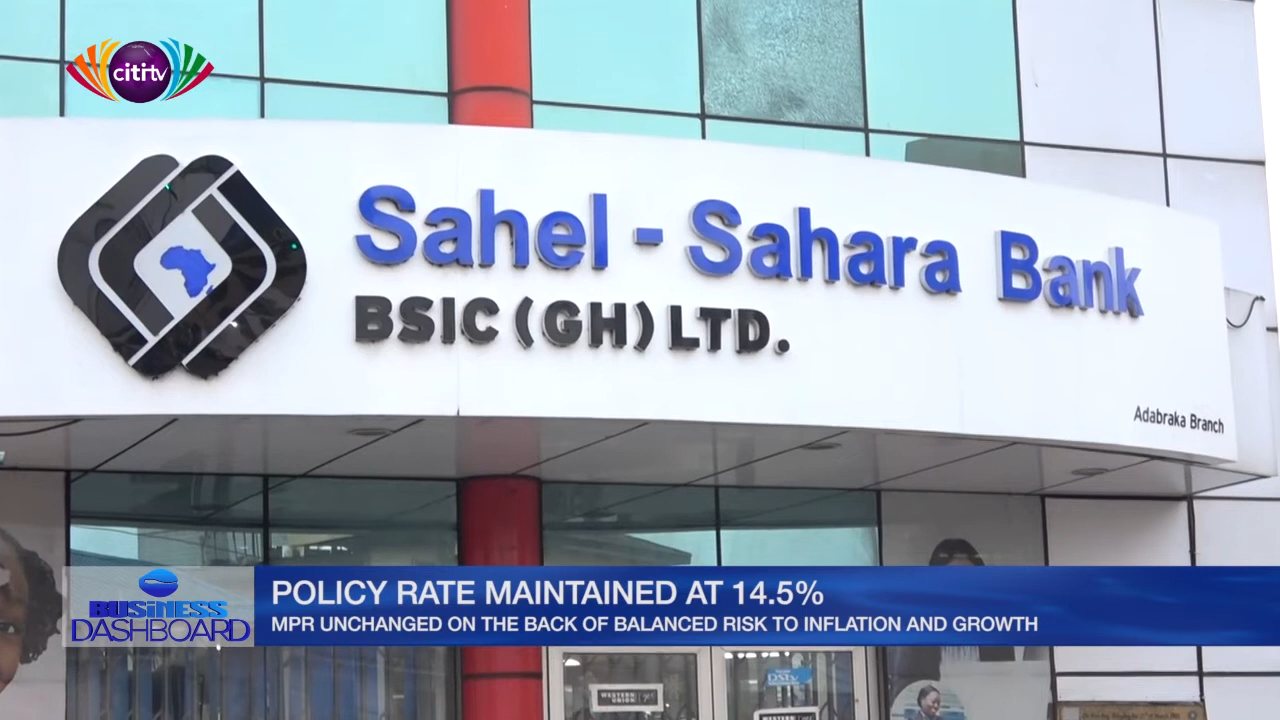 citi tv
Sahel - Sahara Bank
BSIC (GH) LTD.
Adabraka Branch
BUSINESS
DASHBOARD
POLICY RATE MAINTAINED AT 14.5%
MPR UNCHANGED ON THE BACK OF BALANCED RISK TO INFLATION AND GROWTH
DStv
WESTERN
UNION
WESTERN